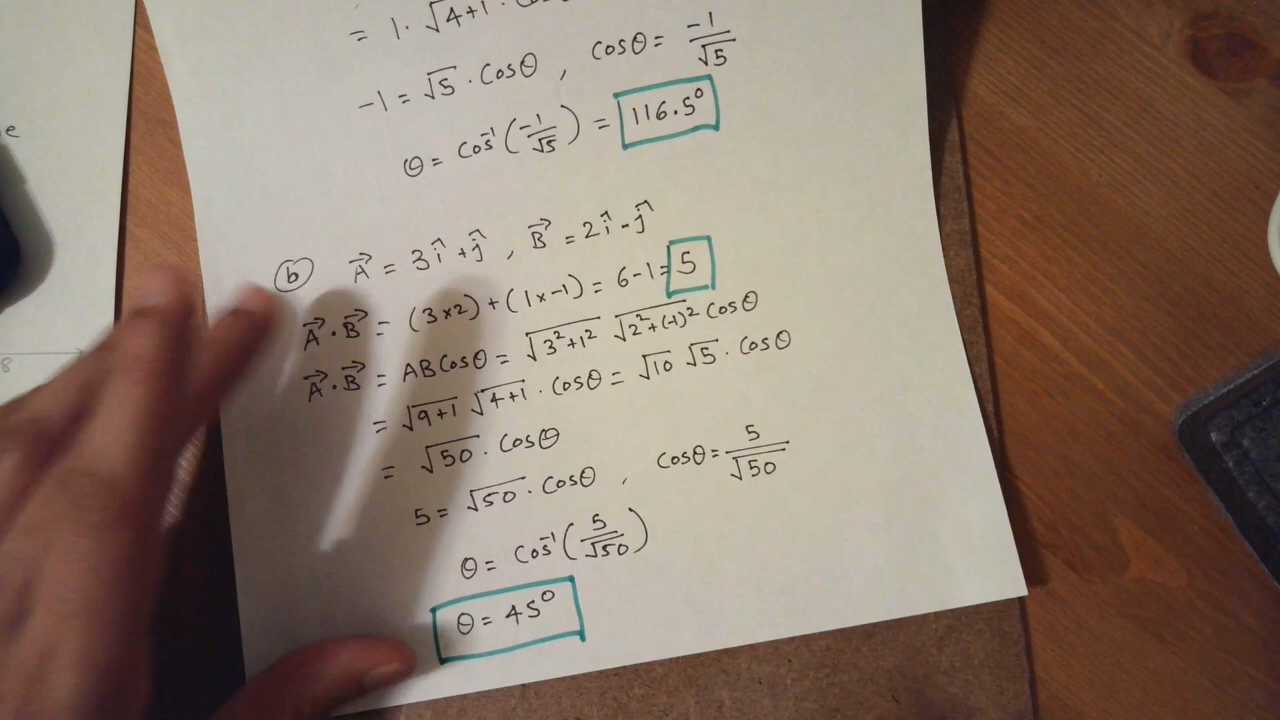 = 1 · √4+1 ·
-1 = √5 · Cosθ , Cosθ = -1/√5
θ = Cos⁻¹(-1/√5) = 116.5°
ⓑ A⃗ = 3î + ĵ , B⃗ = 2î - ĵ
A⃗ · B⃗ = (3×2) + (1×-1) = 6-1 = 5
A⃗ · B⃗ = ABCosθ = √3²+1² √2²+(-1)² Cosθ
= √9+1 √4+1 · Cosθ = √10 √5 · Cosθ
= √50 · Cosθ
5 = √50 · Cosθ , Cosθ = 5/√50
θ = Cos⁻¹(5/√50)
θ = 45°
e
8